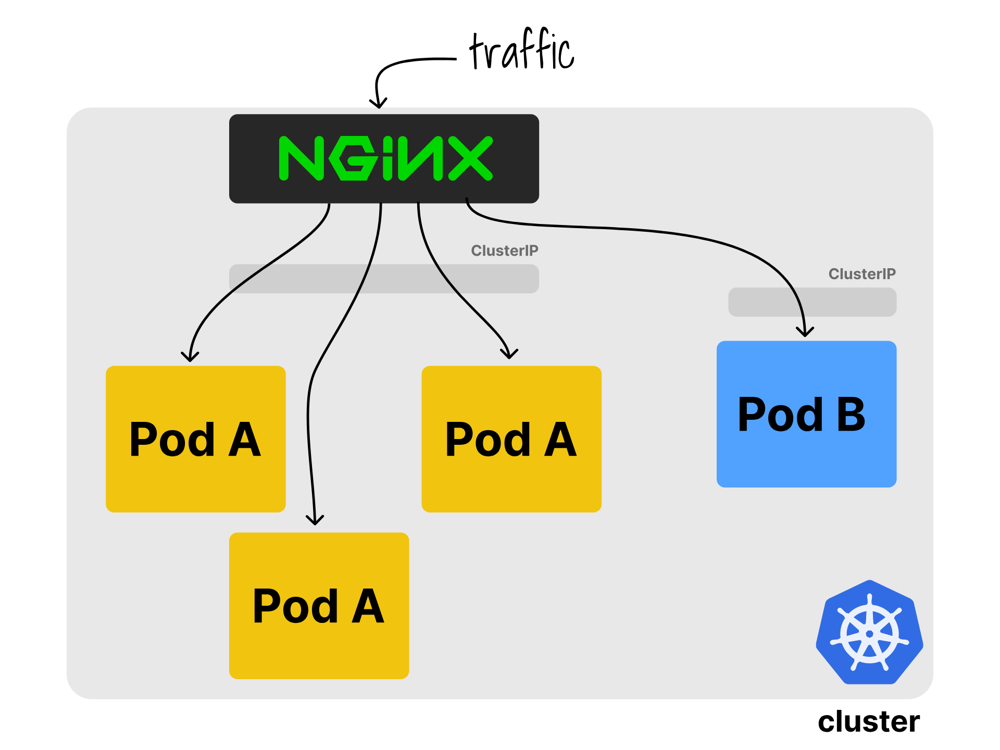 traffic
NGiNX
ClusterIP
ClusterIP
Pod A
Pod A
Pod B
Pod A
cluster